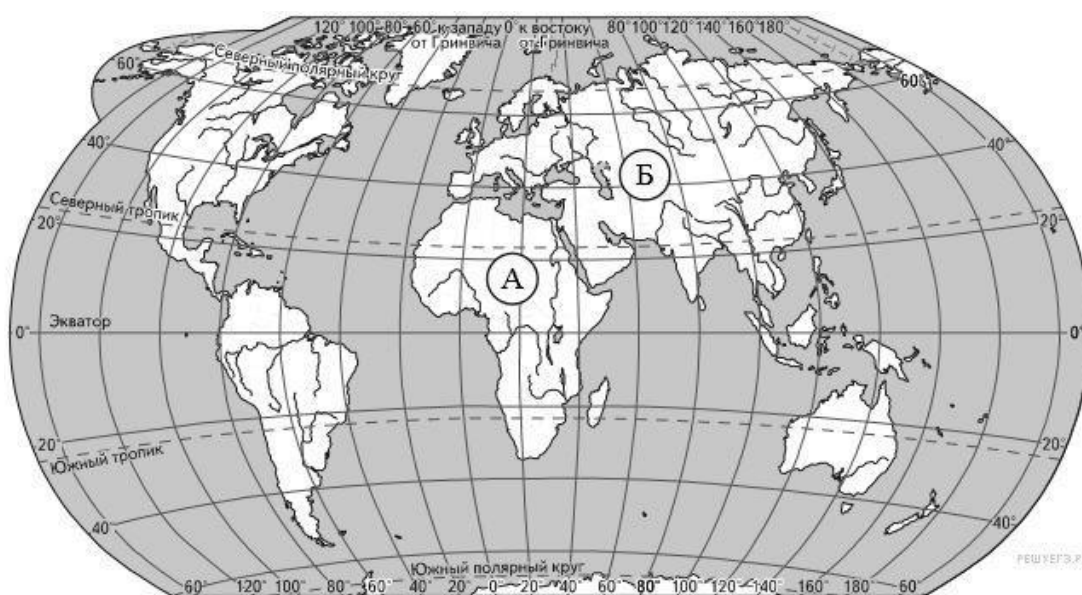 120° 100° 80° 60° к западу 0° к востоку 80° 100° 120° 140° 160° 180°
от Гринвича от Гринвича
60° Северный полярный круг 60°
40° 40°
Б
Северный тропик
20° 20°
А
Экватор
0° 0°
20° 20°
Южный тропик
40 40°
РЕШУЕГЭ.Р
Южный полярный круг
60° 120° 100° 80° 60° 40° 20° 0° 20° 40° 60° 80° 100° 120° 140° 160° 180° 60°